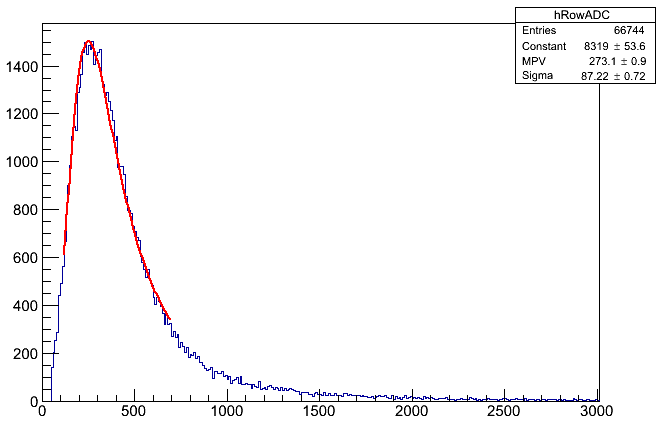 hRowADC
Entries 66744
Constant 8319 ± 53.6
MPV 273.1 ± 0.9
Sigma 87.22 ± 0.72
1400
1200
1000
800
600
400
200
0
0 500 1000 1500 2000 2500 3000